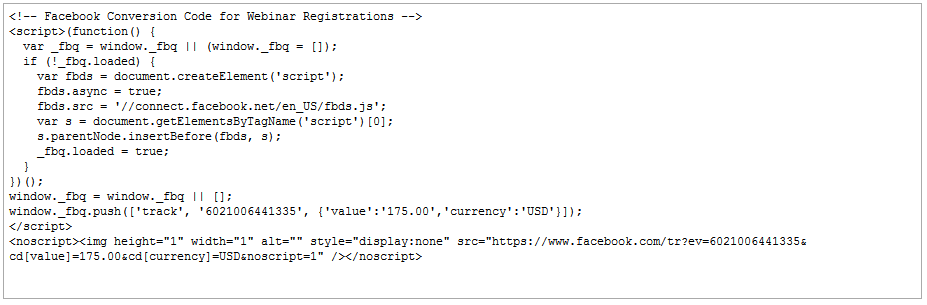 <!-- Facebook Conversion Code for Webinar Registrations -->
<script>(function() {
  var _fbq = window._fbq || (window._fbq = []);
  if (!_fbq.loaded) {
    var fbds = document.createElement('script');
    fbds.async = true;
    fbds.src = '//connect.facebook.net/en_US/fbds.js';
    var s = document.getElementsByTagName('script')[0];
    s.parentNode.insertBefore(fbds, s);
    _fbq.loaded = true;
  }
})();
window._fbq = window._fbq || [];
window._fbq.push(['track', '6021006441335', {'value':'175.00','currency':'USD'}]);
</script>
<noscript><img height="1" width="1" alt="" style="display:none" src="https://www.facebook.com/tr?ev=6021006441335&
cd[value]=175.00&cd[currency]=USD&noscript=1" /></noscript>